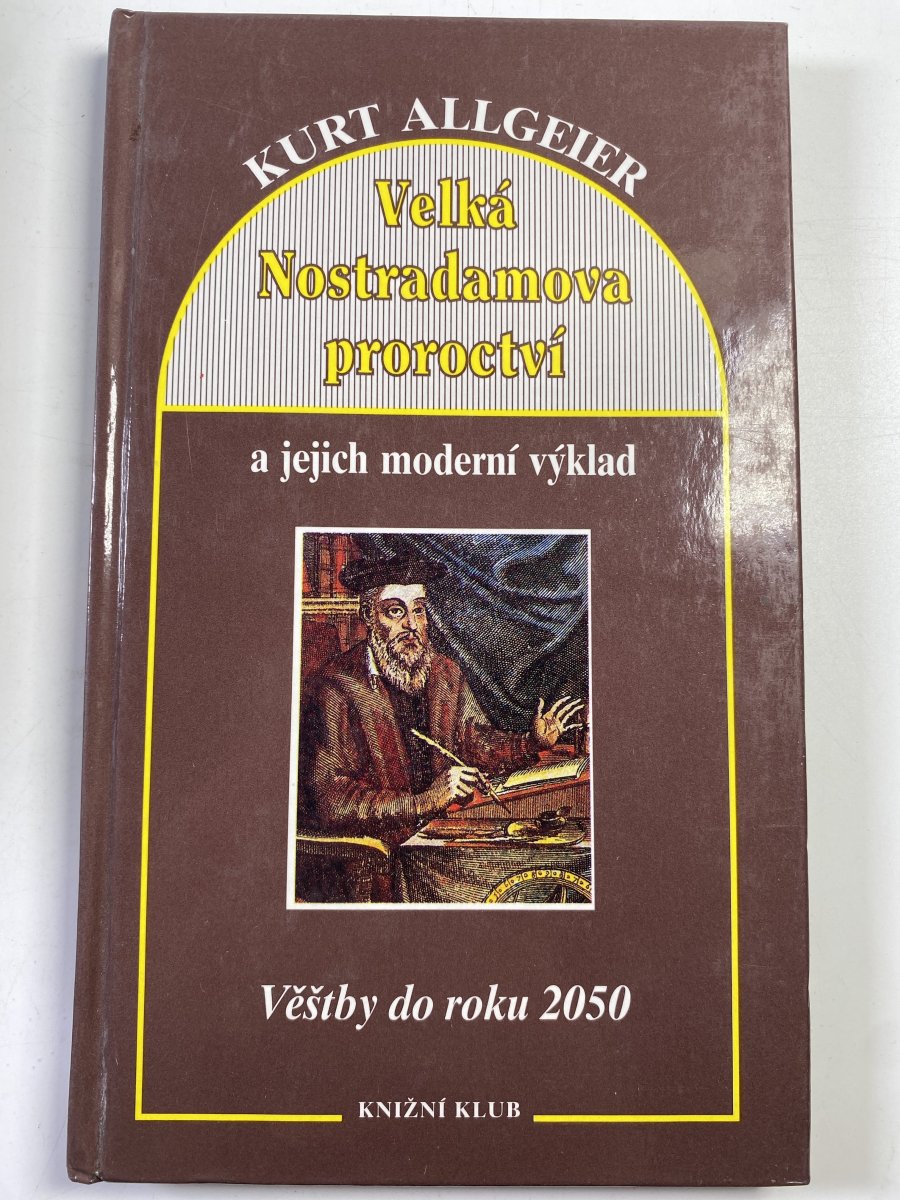 KURT ALLGEIER
Velká
Nostradamova
proroctví
a jejich moderní výklad
Věštby do roku 2050
KNIŽNÍ KLUB